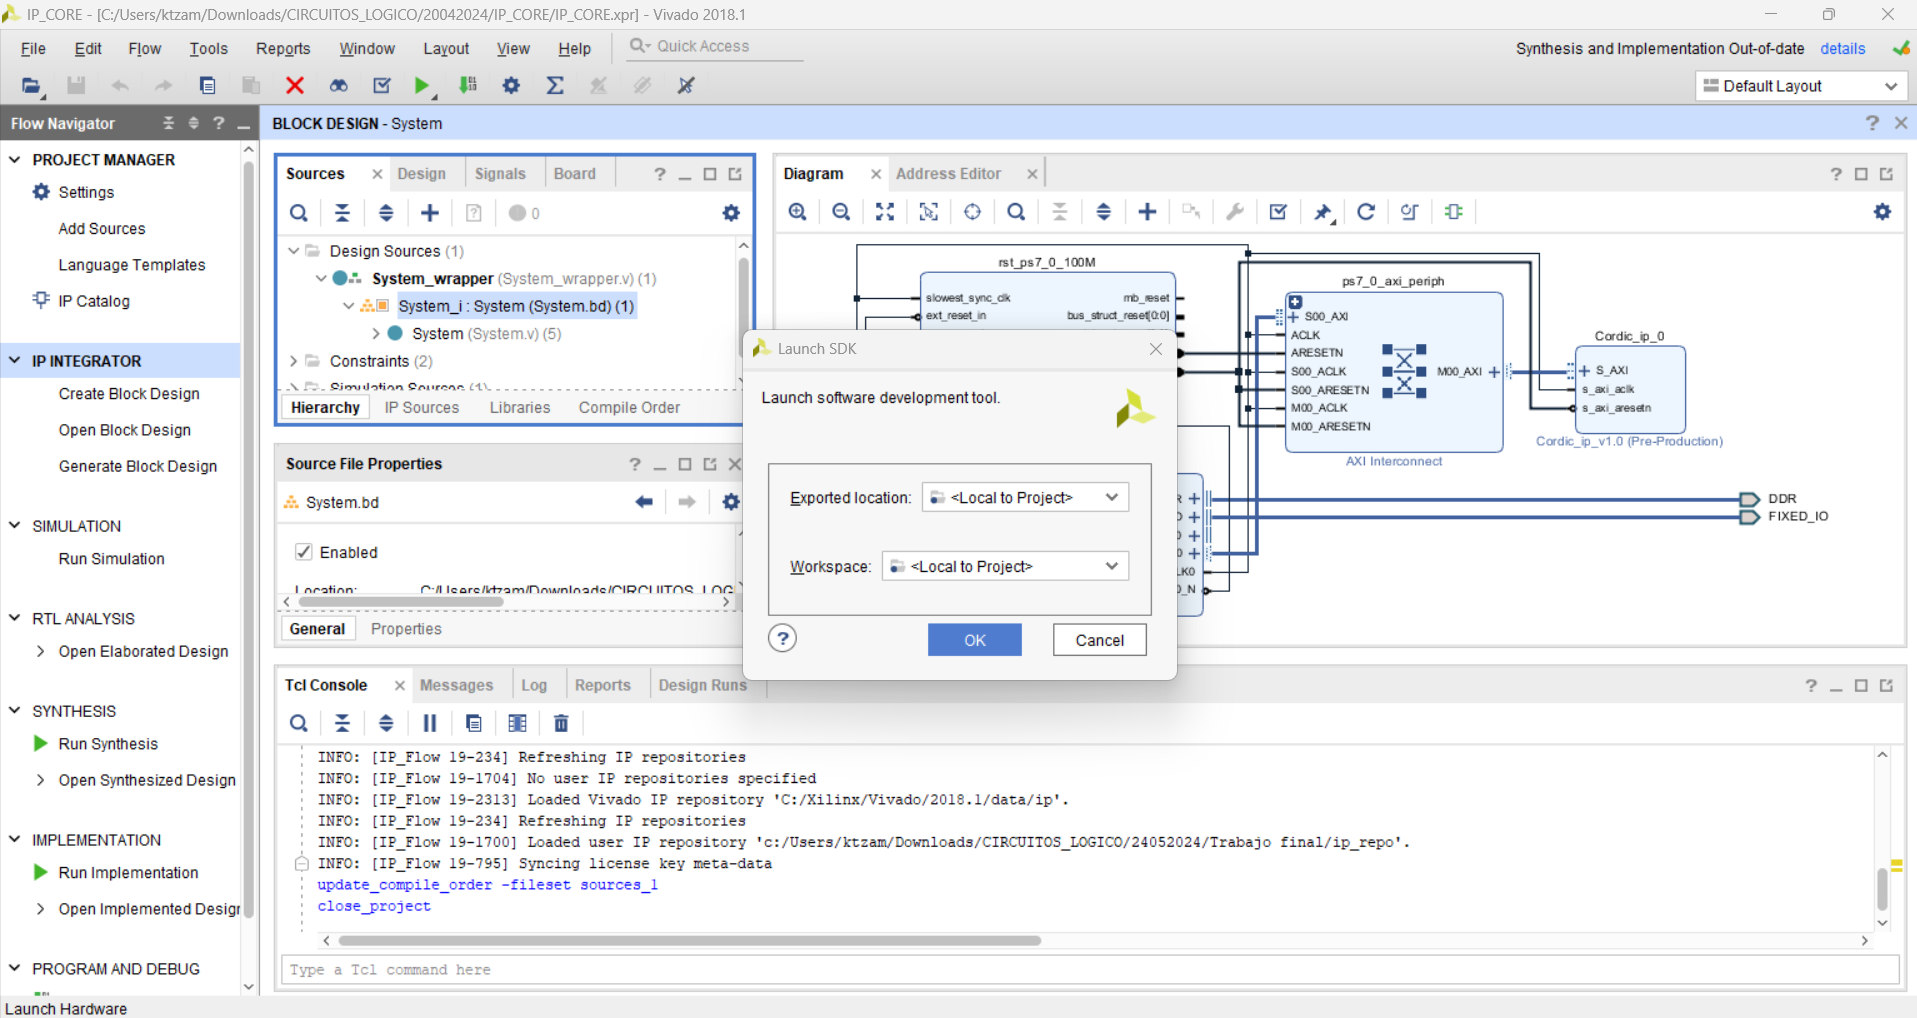 IP_CORE - [C:/Users/ktzam/Downloads/CIRCUITOS_LOGICO/20042024/IP_CORE/IP_CORE.xpr] - Vivado 2018.1
File Edit Flow Tools Reports Window Layout View Help Quick Access
Synthesis and Implementation Out-of-date details
Default Layout
Flow Navigator
PROJECT MANAGER
Settings
Add Sources
Language Templates
IP Catalog
IP INTEGRATOR
Create Block Design
Open Block Design
Generate Block Design
SIMULATION
Run Simulation
RTL ANALYSIS
Open Elaborated Design
SYNTHESIS
Run Synthesis
Open Synthesized Design
IMPLEMENTATION
Run Implementation
Open Implemented Desigr
PROGRAM AND DEBUG
Launch Hardware
BLOCK DESIGN - System
Sources Design Signals Board
0
Design Sources (1)
System_wrapper (System_wrapper.v) (1)
System_i : System (System.bd) (1)
System (System.v) (5)
Constraints (2)
Simulation Sources (1)
Hierarchy IP Sources Libraries Compile Order
Source File Properties
System.bd
Enabled
Location: C:/Users/ktzam/Downloads/CIRCUITOS_LOGI
General Properties
Diagram Address Editor
rst_ps7_0_100M
slowest_sync_clk mb_reset
ext_reset_in bus_struct_reset[0:0]
ps7_0_axi_periph
S00_AXI
ACLK
ARESETN
S00_ACLK M00_AXI
S00_ARESETN
M00_ACLK
M00_ARESETN
AXI Interconnect
Cordic_ip_0
S_AXI
s_axi_aclk
s_axi_aresetn
Cordic_ip_v1.0 (Pre-Production)
DDR
FIXED_IO
LK0
_N
Launch SDK
Launch software development tool.
Exported location: <Local to Project>
Workspace: <Local to Project>
OK Cancel
Tcl Console Messages Log Reports Design Runs
INFO: [IP_Flow 19-234] Refreshing IP repositories
INFO: [IP_Flow 19-1704] No user IP repositories specified
INFO: [IP_Flow 19-2313] Loaded Vivado IP repository 'C:/Xilinx/Vivado/2018.1/data/ip'.
INFO: [IP_Flow 19-234] Refreshing IP repositories
INFO: [IP_Flow 19-1700] Loaded user IP repository 'c:/Users/ktzam/Downloads/CIRCUITOS_LOGICO/24052024/Trabajo final/ip_repo'.
INFO: [IP_Flow 19-795] Syncing license key meta-data
update_compile_order -fileset sources_1
close_project
Type a Tcl command here